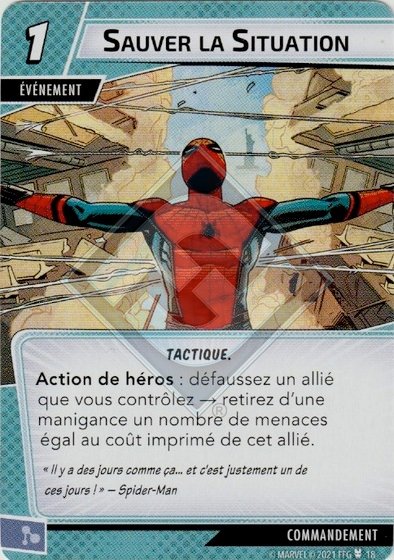 1
SAUVER LA SITUATION
ÉVÉNEMENT
TACTIQUE.
Action de héros : défaussez un allié
que vous contrôlez → retirez d'une
manigance un nombre de menaces
égal au coût imprimé de cet allié.
« Il y a des jours comme ça... et c'est justement un de
ces jours ! » – Spider-Man
COMMANDEMENT
© MARVEL © 2021 FFG 18